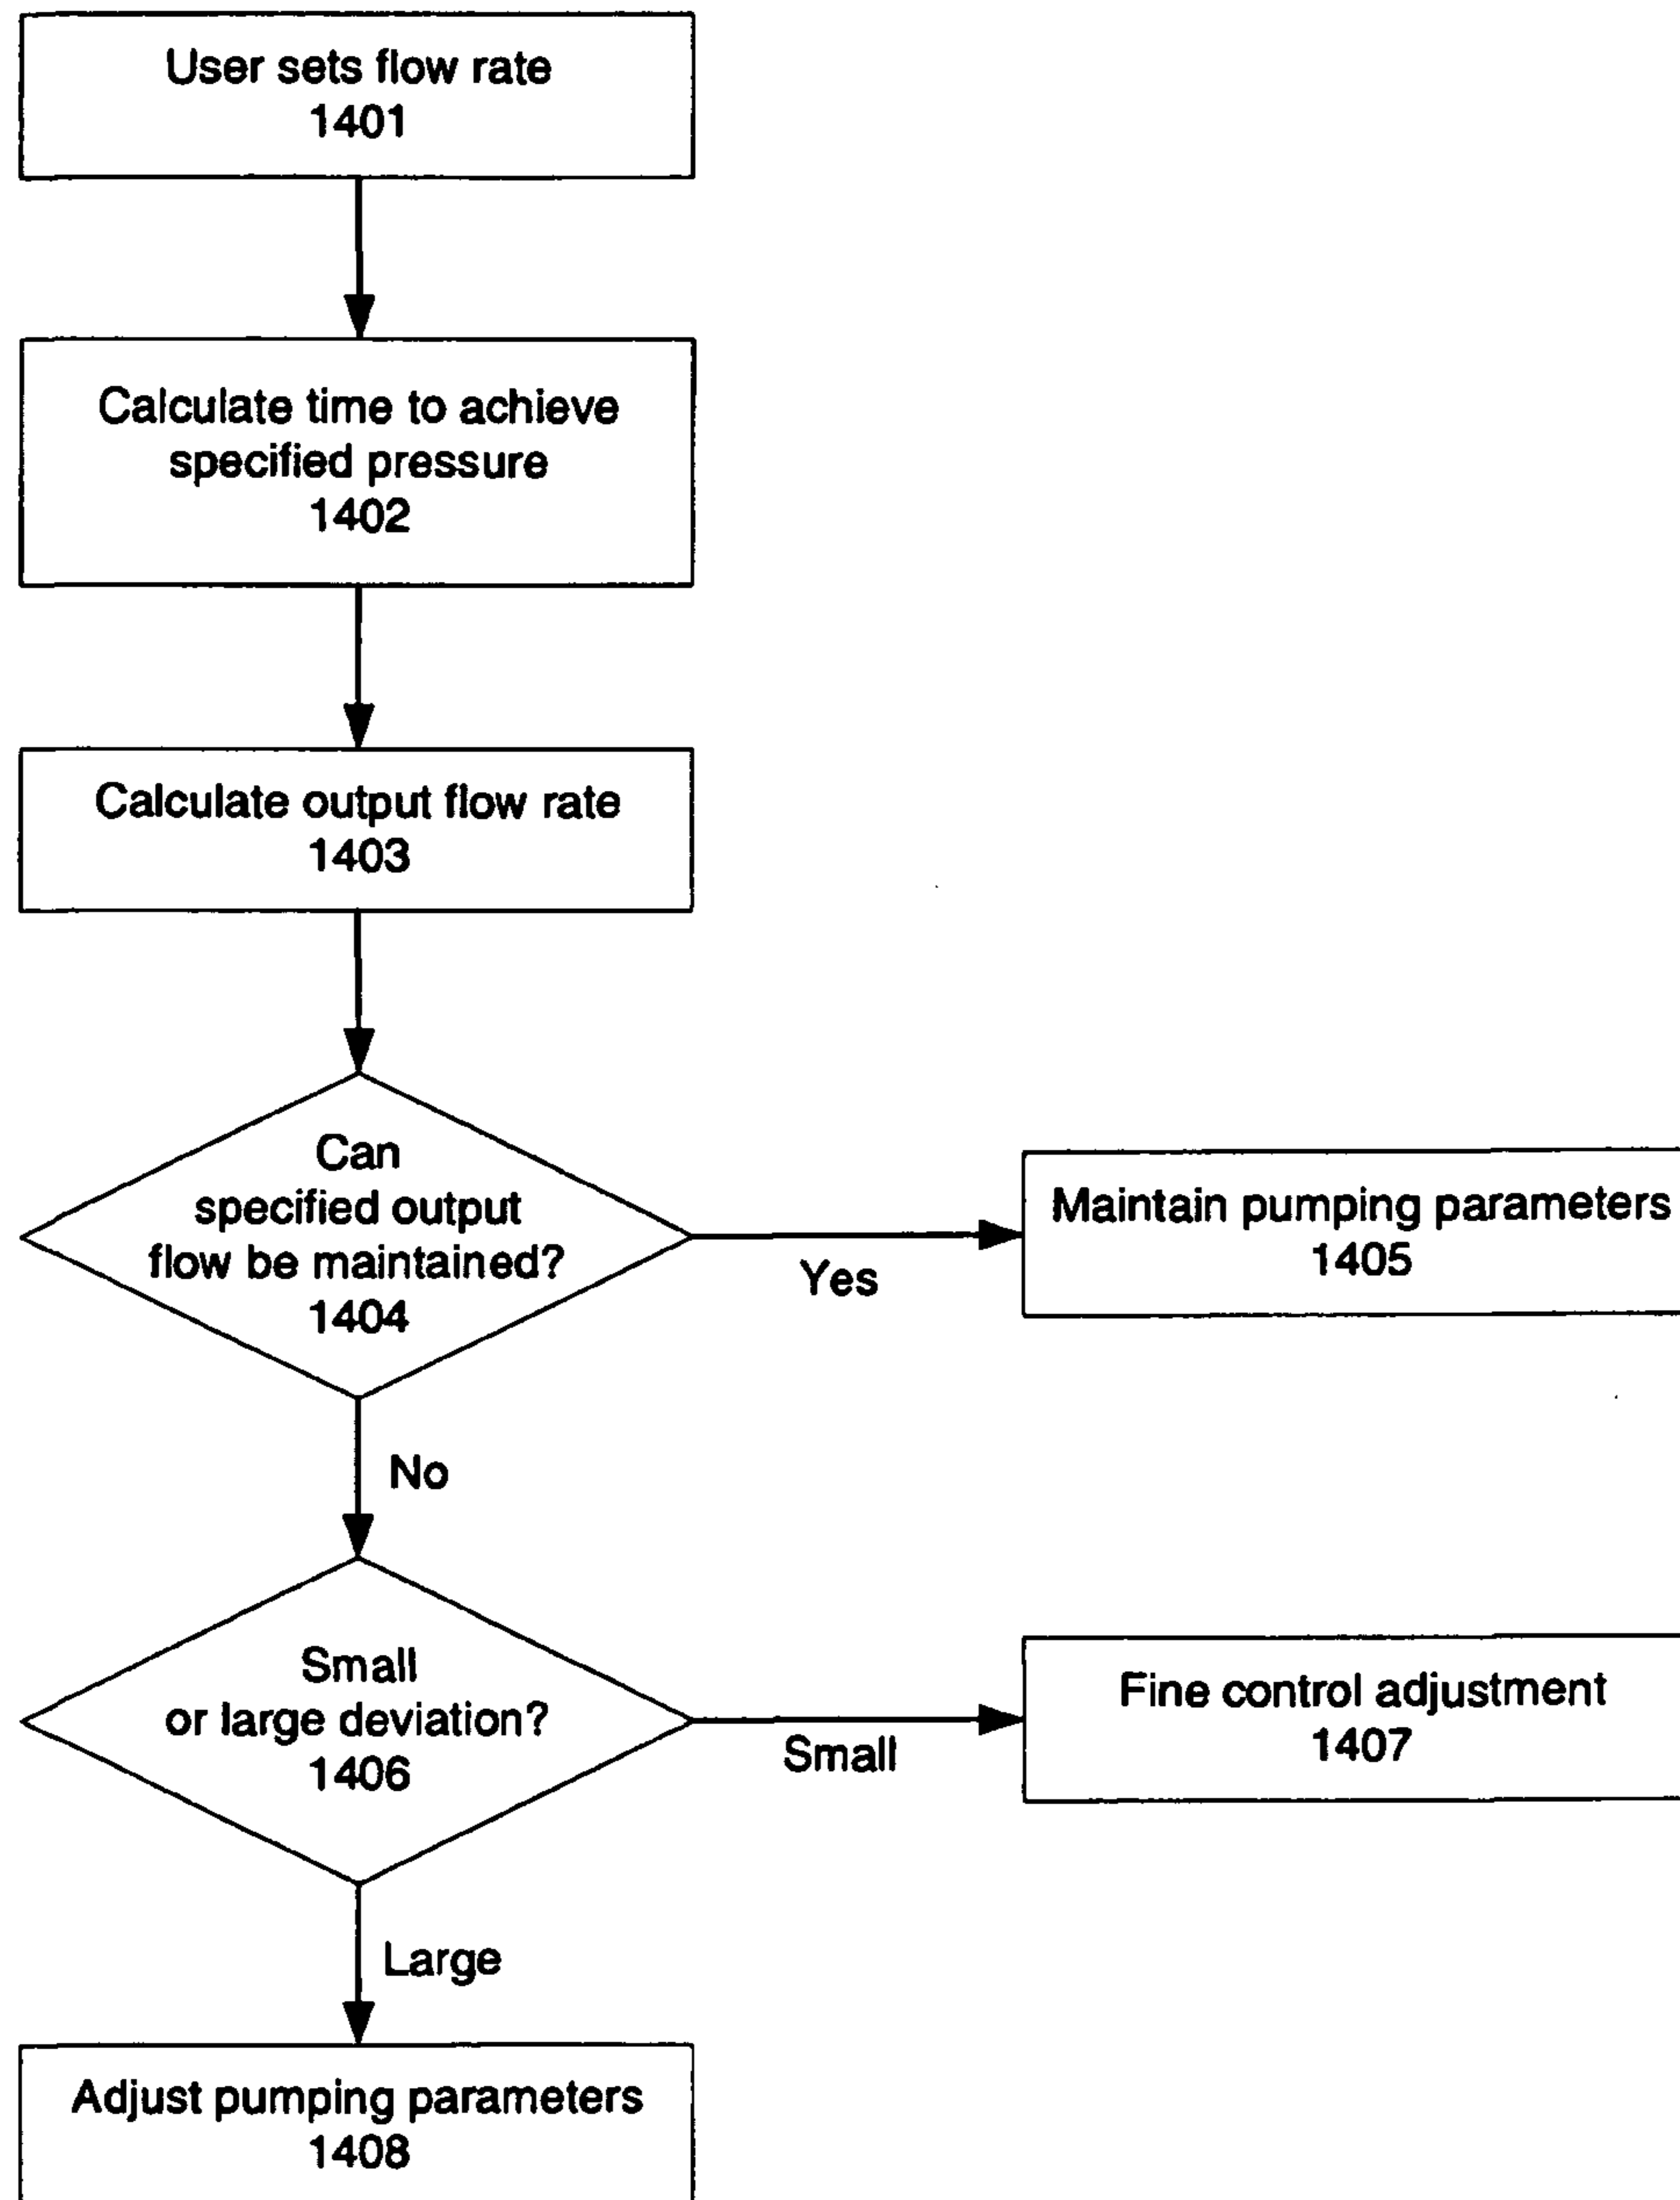 User sets flow rate
1401
Calculate time to achieve
specified pressure
1402
Calculate output flow rate
1403
Can
specified output
flow be maintained?
1404
Yes
Maintain pumping parameters
1405
No
Small
or large deviation?
1406
Small
Fine control adjustment
1407
Large
Adjust pumping parameters
1408